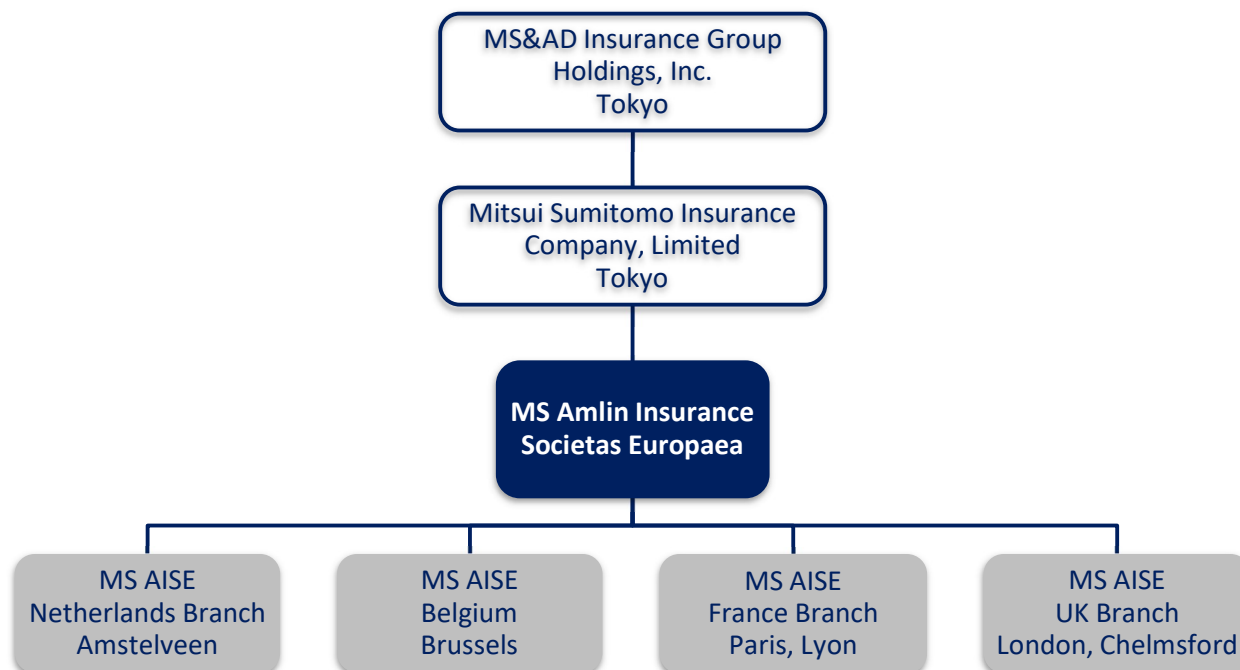 MS&AD Insurance Group
Holdings, Inc.
Tokyo
Mitsui Sumitomo Insurance
Company, Limited
Tokyo
MS Amlin Insurance
Societas Europaea
MS AISE
Netherlands Branch
Amstelveen
MS AISE
Belgium
Brussels
MS AISE
France Branch
Paris, Lyon
MS AISE
UK Branch
London, Chelmsford